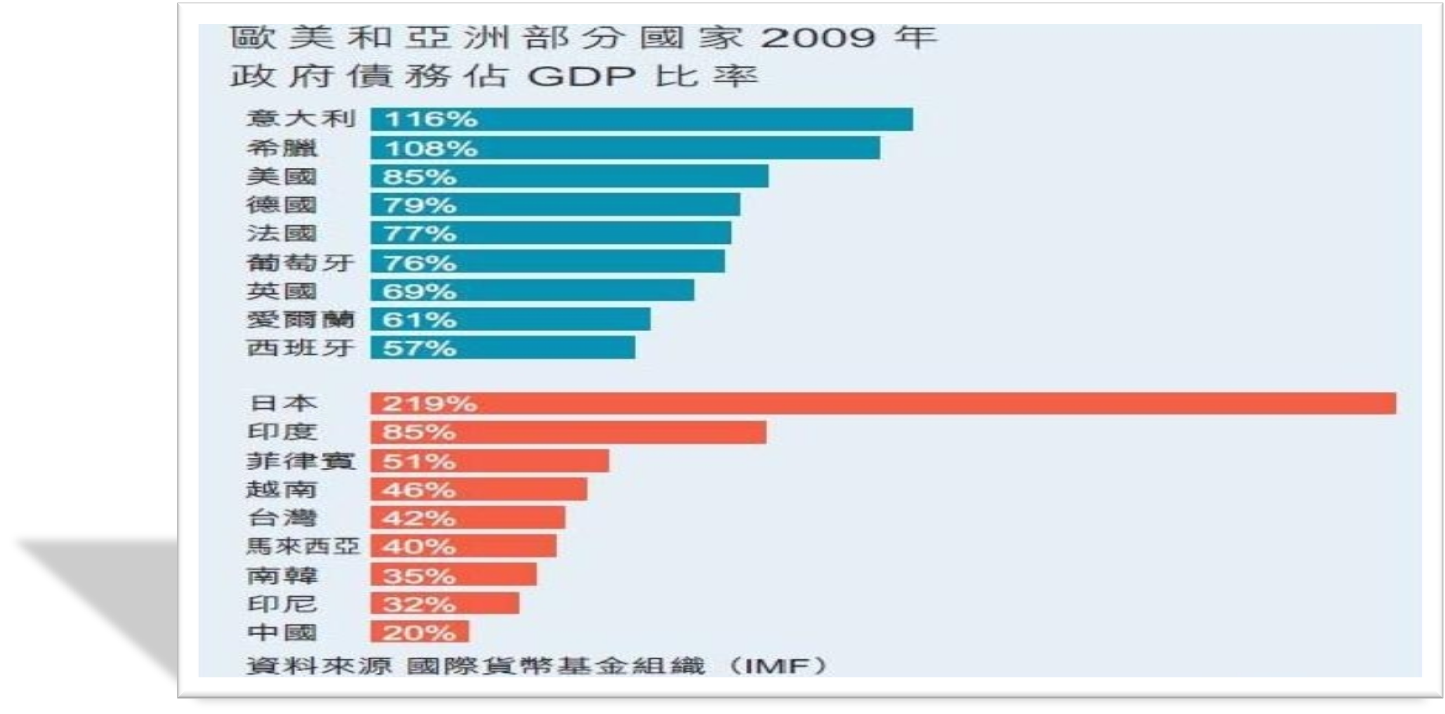 歐美和亞洲部分國家 2009 年
政府債務佔 GDP 比率
意大利 116%
希臘 108%
美國 85%
德國 79%
法國 77%
葡萄牙 76%
英國 69%
愛爾蘭 61%
西班牙 57%
日本 219%
印度 85%
菲律賓 51%
越南 46%
台灣 42%
馬來西亞 40%
南韓 35%
印尼 32%
中國 20%
資料來源 國際貨幣基金組織（IMF）